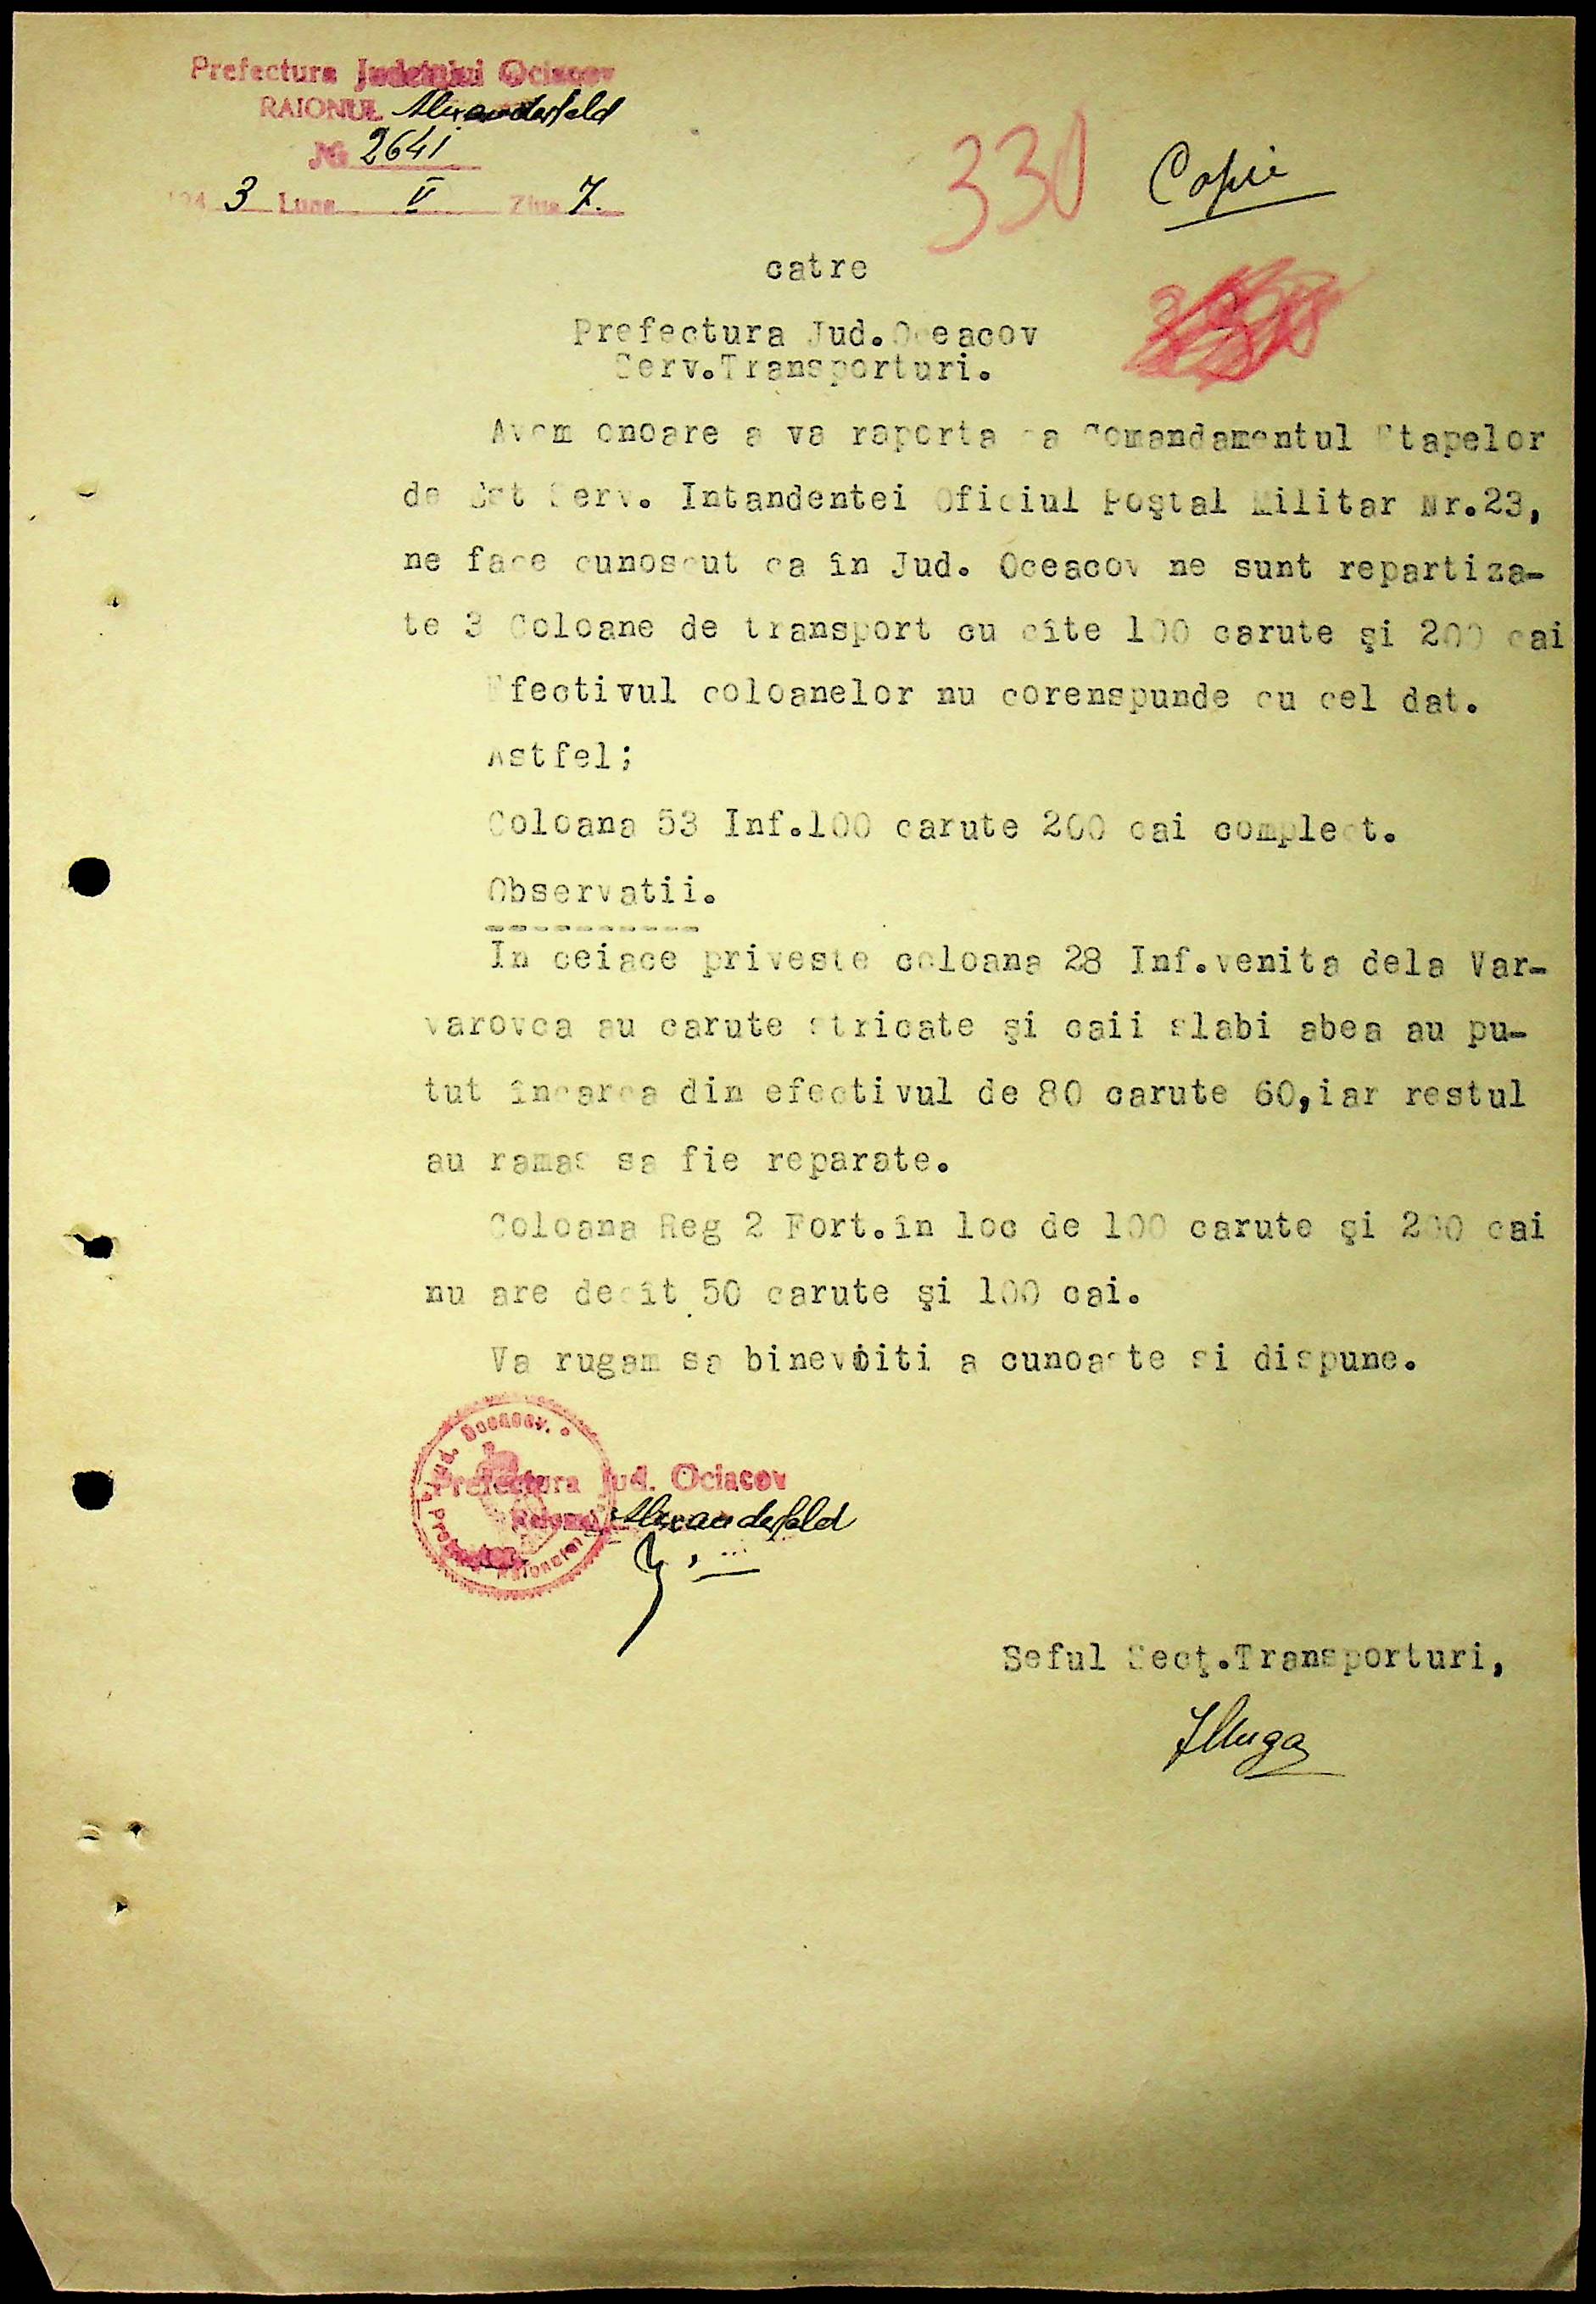 Prefectura Judetului Ociacov
RAIONUL Alexanderfeld
№ 2641
194 3 Luna V Ziua 7.
330
Copie
catre
Prefectura Jud.Oceacov
Serv.Transporturi.
Avem onoare a va raporta ca Comandamentul Etapelor
de Est Serv. Intandentei Oficiul Poştal Militar Nr.23,
ne face cunoscut ca în Jud. Oceacov ne sunt repartiza-
te 3 Coloane de transport cu cîte 100 carute şi 200 cai
Efectivul coloanelor nu corenspunde cu cel dat.
Astfel;
Coloana 53 Inf.100 carute 200 cai complect.
Observatii.
----------
In ceiace priveste coloana 28 Inf.venita dela Var-
varovca au carute stricate şi caii slabi abea au pu-
tut încarca din efectivul de 80 carute 60,iar restul
au ramas sa fie reparate.
Coloana Reg 2 Fort.în loc de 100 carute şi 200 cai
nu are decît 50 carute şi 100 cai.
Va rugam sa binevoiti a cunoaste si dispune.
Jud. Oceacov.
Prefectura Jud. Ociacov
Raionul Alexanderfeld
Seful Secţ.Transporturi,